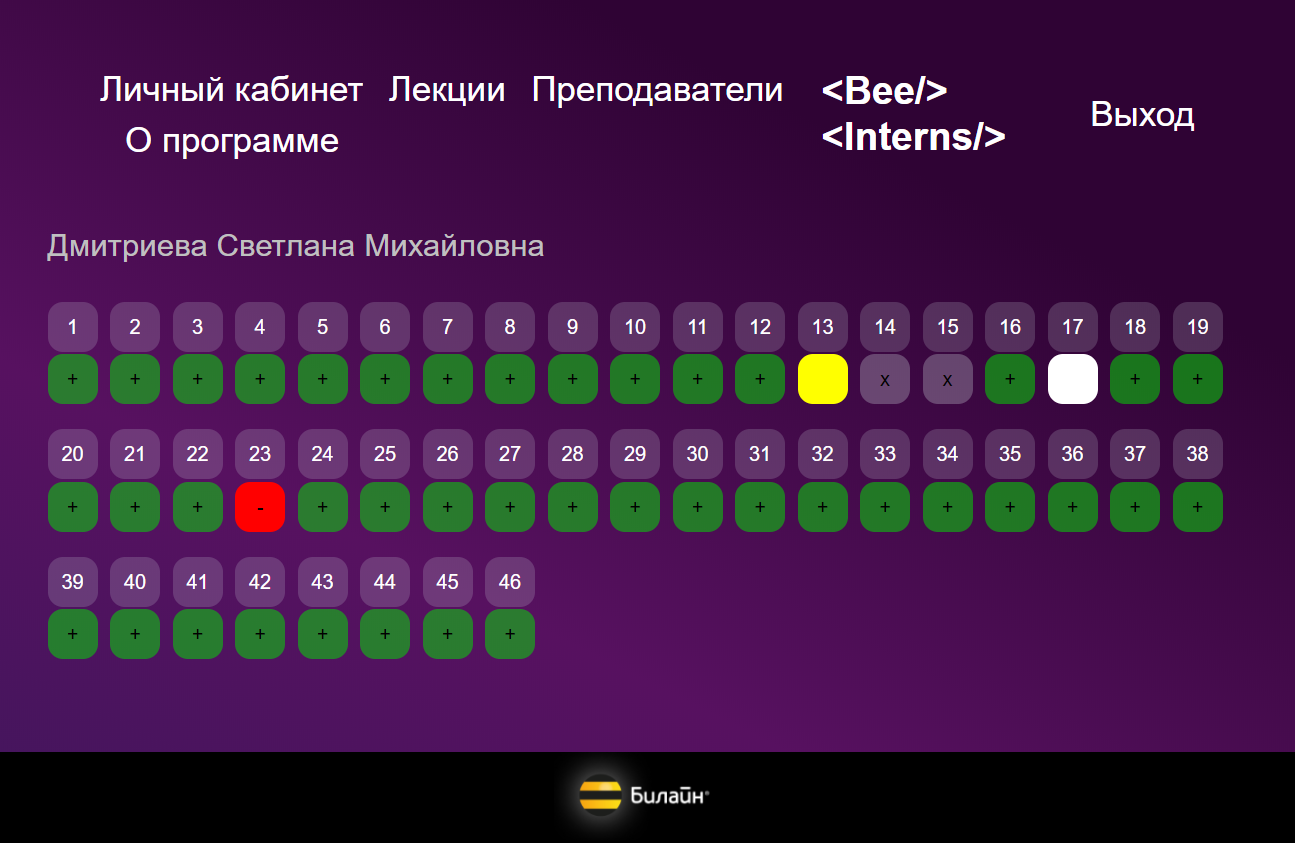 Личный кабинет Лекции Преподаватели
О программе
<Bee/>
<Interns/>
Выход
Дмитриева Светлана Михайловна
1 2 3 4 5 6 7 8 9 10 11 12 13 14 15 16 17 18 19
+ + + + + + + + + + + + x x + + +
20 21 22 23 24 25 26 27 28 29 30 31 32 33 34 35 36 37 38
+ + + - + + + + + + + + + + + + + + +
39 40 41 42 43 44 45 46
+ + + + + + + +
Билайн